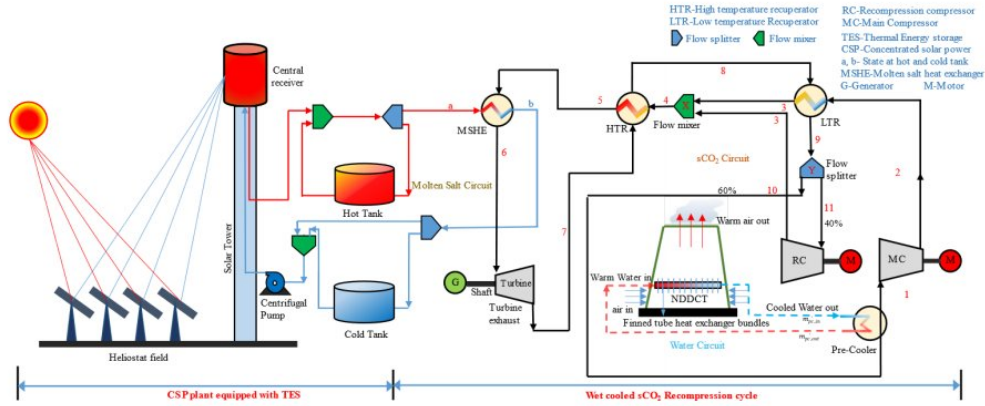 HTR-High temperature recuperator
LTR-Low temperature Recuperator
Flow splitter
Flow mixer
RC-Recompression compressor
MC-Main Compressor
TES-Thermal Energy storage
CSP-Concentrated solar power
a, b- State at hot and cold tank
MSHE-Molten salt heat exchanger
G-Generator M-Motor
Central
receiver
a
b
MSHE
5
HTR
4
X
Flow mixer
3
3
8
LTR
9
Y
Flow
splitter
2
6
sCO2 Circuit
Molten Salt Circuit
Hot Tank
10
60%
11
40%
Warm air out
7
Solar Tower
RC
M
MC
M
Warm Water in
NDDCT
air in
Finned tube heat exchanger bundles
Cooled Water out
1
G
Shaft
Turbine
Turbine
exhaust
Centrifugal
Pump
Cold Tank
Water Circuit
Pre-Cooler
Heliostat field
CSP plant equipped with TES
Wet cooled sCO2 Recompression cycle